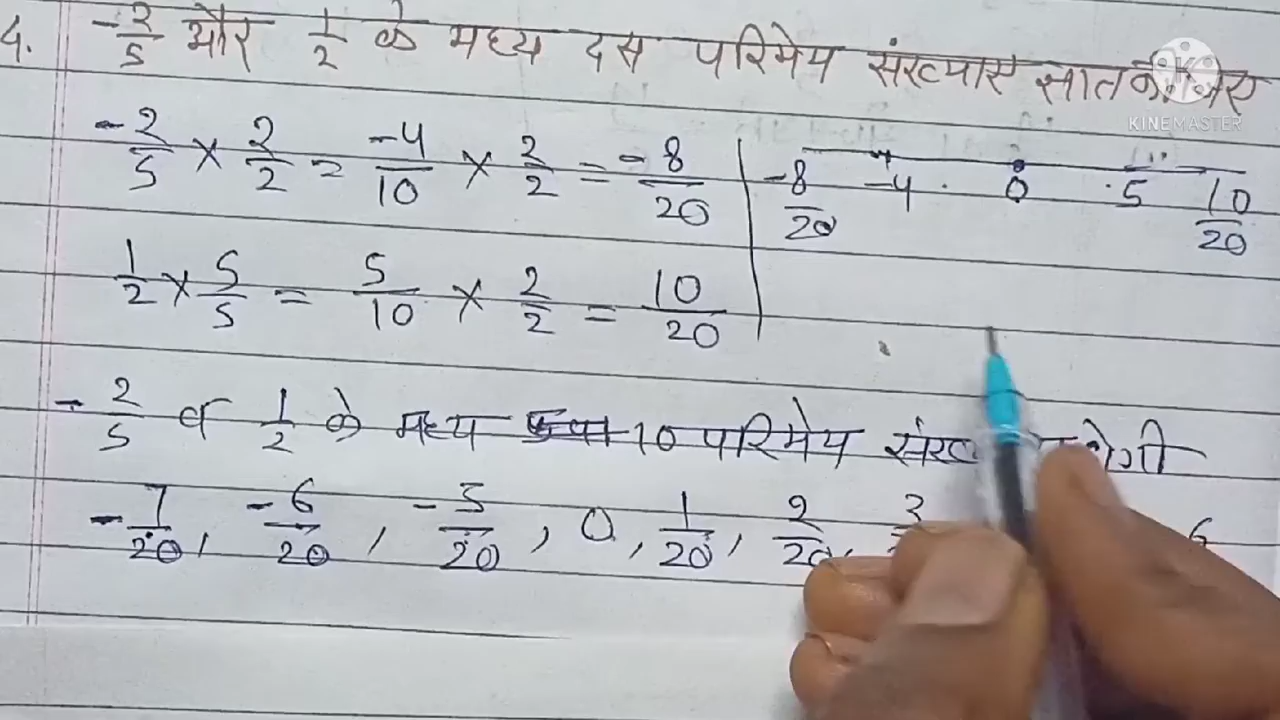 4. -2/5 और 1/2 के मध्य दस परिमेय संख्याएं
KINEMASTER
-2/5 × 2/2 = -4/10 × 2/2 = -8/20
-8/20 -4 . 0 . 5 10/20
1/2 × 5/5 = 5/10 × 2/2 = 10/20
-2/5 व 1/2 के मध्य 10 परिमेय
-7/20, -6/20, -5/20, 0, 1/20, 2/20, 3 6